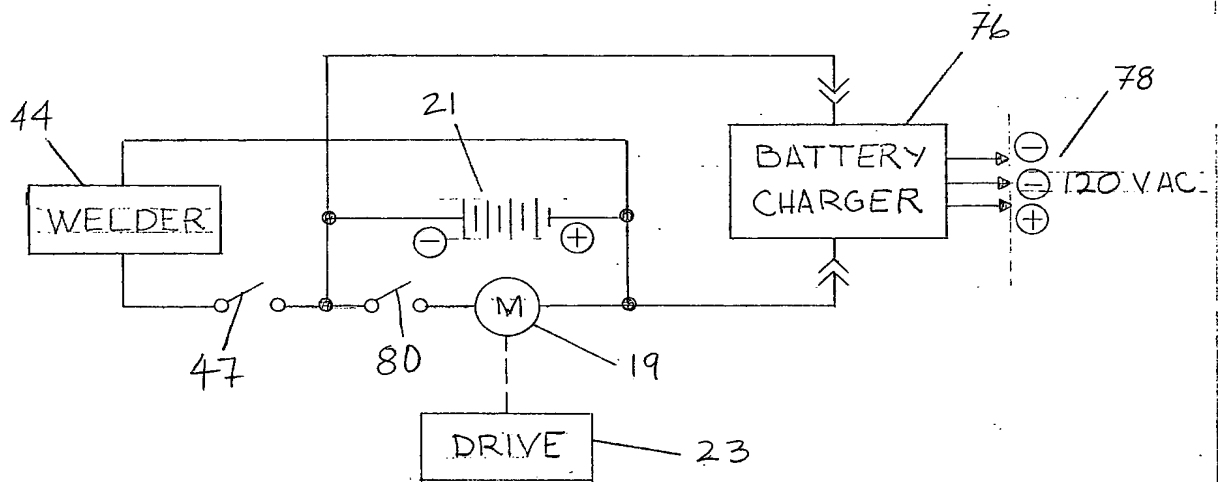 76
78
44
21
BATTERY
CHARGER
⊖
⊖ 120 VAC
⊕
WELDER
⊖
⊕
M
47
80
19
DRIVE
23